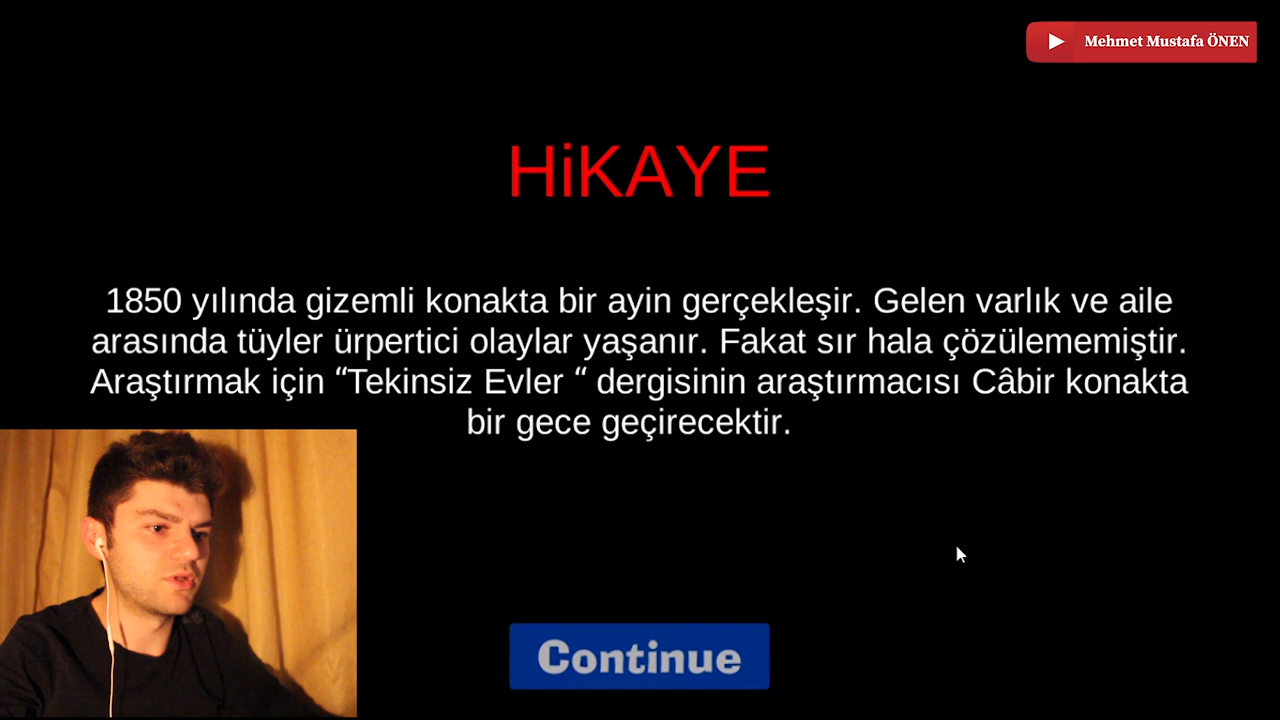 Mehmet Mustafa ÖNEN
HiKAYE
1850 yılında gizemli konakta bir ayin gerçekleşir. Gelen varlık ve aile
arasında tüyler ürpertici olaylar yaşanır. Fakat sır hala çözülememiştir.
Araştırmak için “Tekinsiz Evler “ dergisinin araştırmacısı Câbir konakta
bir gece geçirecektir.
Continue